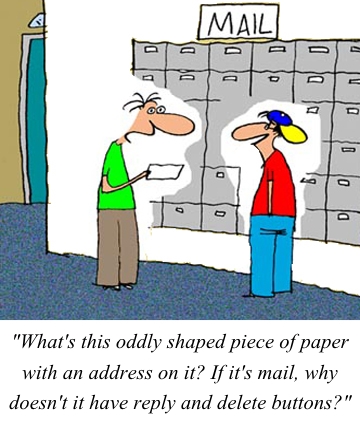 MAIL
"What's this oddly shaped piece of paper
with an address on it? If it's mail, why
doesn't it have reply and delete buttons?"